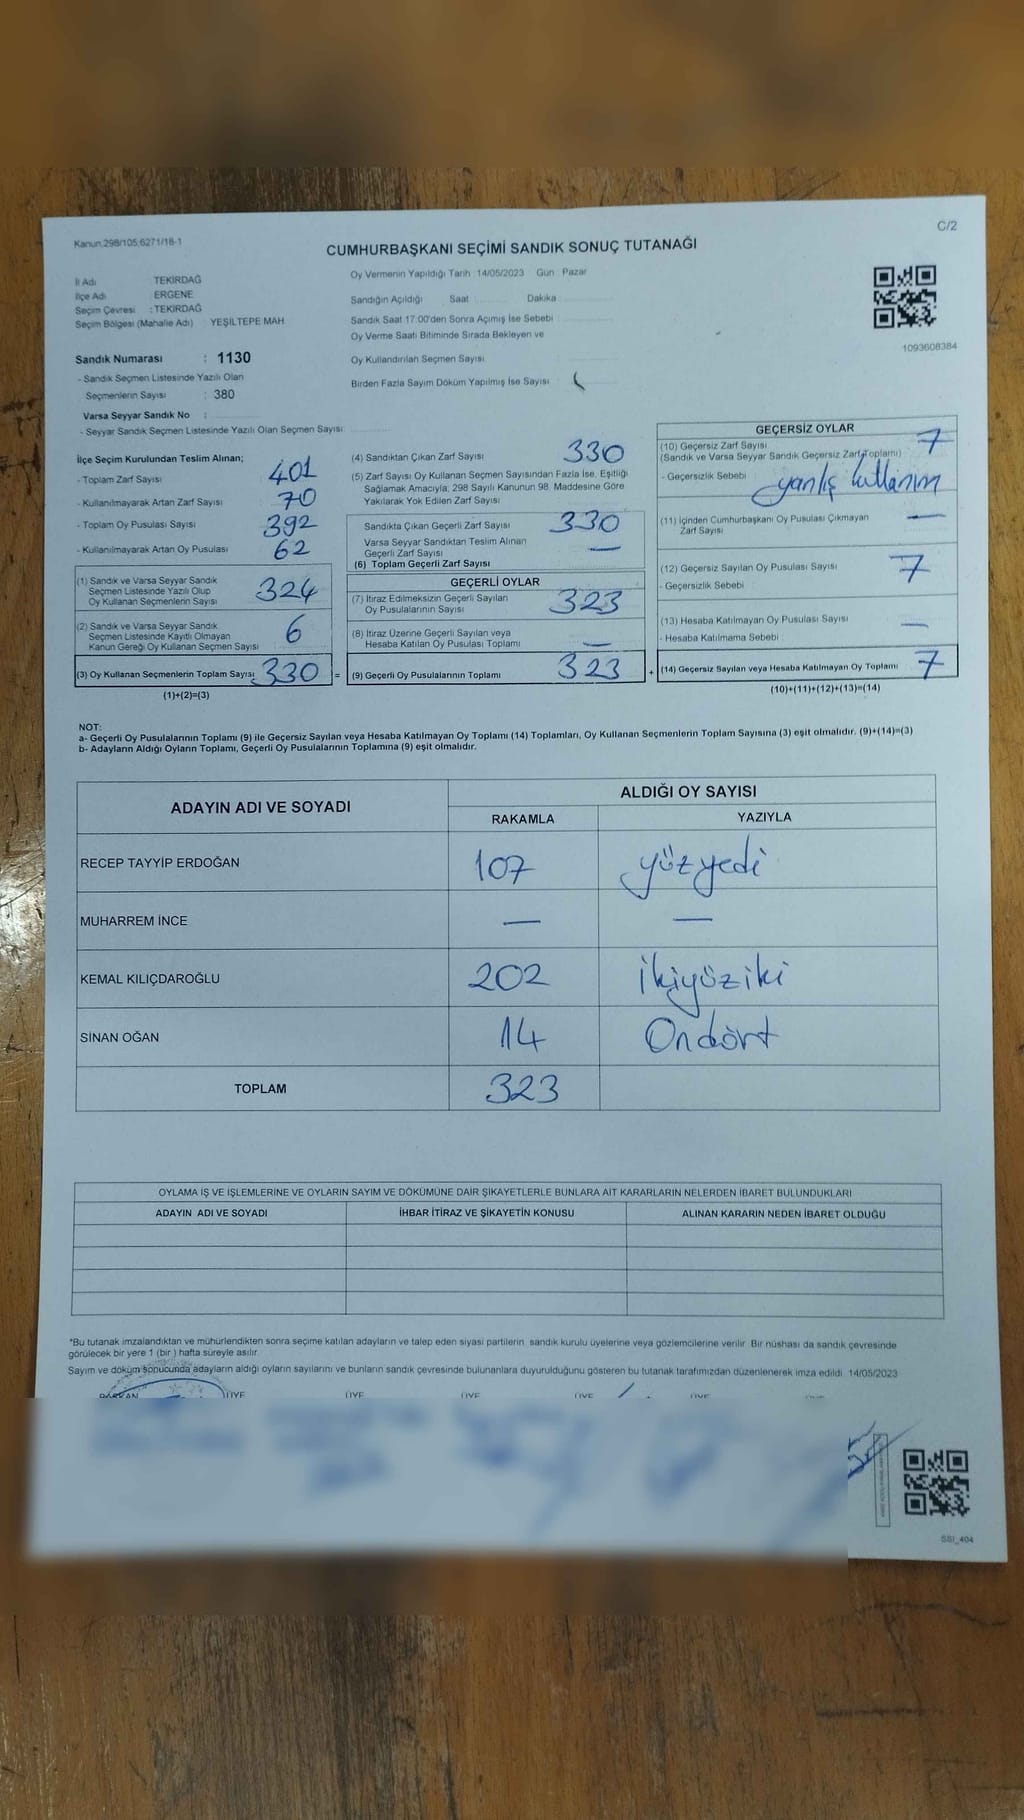 Kanun,298/105,6271/18-1
C/2
CUMHURBAŞKANI SEÇİMİ SANDIK SONUÇ TUTANAĞI
İl Adı TEKİRDAĞ
İlçe Adı ERGENE
Seçim Çevresi : TEKİRDAĞ
Seçim Bölgesi (Mahalle Adı) YEŞİLTEPE MAH
Oy Vermenin Yapıldığı Tarih 14/05/2023 Gün Pazar
Sandığın Açıldığı Saat Dakika
Sandık Saat 17:00'den Sonra Açımış İse Sebebi
Oy Verme Saati Bitiminde Sırada Bekleyen ve
Oy Kullandırılan Seçmen Sayısı
Birden Fazla Sayım Döküm Yapılmış İse Sayısı
1093608384
Sandık Numarası : 1130
- Sandık Seçmen Listesinde Yazılı Olan
Seçmenlerin Sayısı : 380
Varsa Seyyar Sandık No :
- Seyyar Sandık Seçmen Listesinde Yazılı Olan Seçmen Sayısı:
İlçe Seçim Kurulundan Teslim Alınan;
- Toplam Zarf Sayısı 401
- Kullanılmayarak Artan Zarf Sayısı 70
- Toplam Oy Pusulası Sayısı 392
- Kullanılmayarak Artan Oy Pusulası 62
(1) Sandık ve Varsa Seyyar Sandık
Seçmen Listesinde Yazılı Olup
Oy Kullanan Seçmenlerin Sayısı 324
(2) Sandık ve Varsa Seyyar Sandık
Seçmen Listesinde Kayıtlı Olmayan
Kanun Gereği Oy Kullanan Seçmen Sayısı 6
(3) Oy Kullanan Seçmenlerin Toplam Sayısı 330 =
(1)+(2)=(3)
(4) Sandıktan Çıkan Zarf Sayısı 330
(5) Zarf Sayısı Oy Kullanan Seçmen Sayısından Fazla İse, Eşitliği
Sağlamak Amacıyla, 298 Sayılı Kanunun 98. Maddesine Göre
Yakılarak Yok Edilen Zarf Sayısı
Sandıkta Çıkan Geçerli Zarf Sayısı 330
Varsa Seyyar Sandıktan Teslim Alınan
Geçerli Zarf Sayısı —
(6) Toplam Geçerli Zarf Sayısı
GEÇERLİ OYLAR
(7) İtiraz Edilmeksizin Geçerli Sayılan
Oy Pusulalarının Sayısı 323
(8) İtiraz Üzerine Geçerli Sayılan veya
Hesaba Katılan Oy Pusulası Toplamı —
(9) Geçerli Oy Pusulalarının Toplamı 323 +
GEÇERSİZ OYLAR
(10) Geçersiz Zarf Sayısı 7
(Sandık ve Varsa Seyyar Sandık Geçersiz Zarf Toplamı)
- Geçersizlik Sebebi yanlış kullanım
(11) İçinden Cumhurbaşkanı Oy Pusulası Çıkmayan —
Zarf Sayısı
(12) Geçersiz Sayılan Oy Pusulası Sayısı 7
- Geçersizlik Sebebi
(13) Hesaba Katılmayan Oy Pusulası Sayısı —
- Hesaba Katılmama Sebebi
(14) Geçersiz Sayılan veya Hesaba Katılmayan Oy Toplamı 7
(10)+(11)+(12)+(13)=(14)
NOT:
a- Geçerli Oy Pusulalarının Toplamı (9) ile Geçersiz Sayılan veya Hesaba Katılmayan Oy Toplamı (14) Toplamları, Oy Kullanan Seçmenlerin Toplam Sayısına (3) eşit olmalıdır. (9)+(14)=(3)
b- Adayların Aldığı Oyların Toplamı, Geçerli Oy Pusulalarının Toplamına (9) eşit olmalıdır.
ADAYIN ADI VE SOYADI ALDIĞI OY SAYISI
RAKAMLA YAZIYLA
RECEP TAYYİP ERDOĞAN 107 yüzyedi
MUHARREM İNCE — —
KEMAL KILIÇDAROĞLU 202 İkiyüziki
SİNAN OĞAN 14 Ondört
TOPLAM 323
OYLAMA İŞ VE İŞLEMLERİNE VE OYLARIN SAYIM VE DÖKÜMÜNE DAİR ŞİKAYETLERLE BUNLARA AİT KARARLARIN NELERDEN İBARET BULUNDUKLARI
ADAYIN ADI VE SOYADI İHBAR İTİRAZ VE ŞİKAYETİN KONUSU ALINAN KARARIN NEDEN İBARET OLDUĞU
*Bu tutanak imzalandıktan ve mühürlendikten sonra seçime katılan adayların ve talep eden siyasi partilerin sandık kurulu üyelerine veya gözlemcilerine verilir. Bir nüshası da sandık çevresinde
görülecek bir yere 1 (bir ) hafta süreyle asılır.
Sayım ve döküm sonucunda adayların aldığı oyların sayılarını ve bunların sandık çevresinde bulunanlara duyurulduğunu gösteren bu tutanak tarafımızdan düzenlenerek imza edildi. 14/05/2023
BAŞKAN ÜYE ÜYE ÜYE ÜYE ÜYE
SSI_404